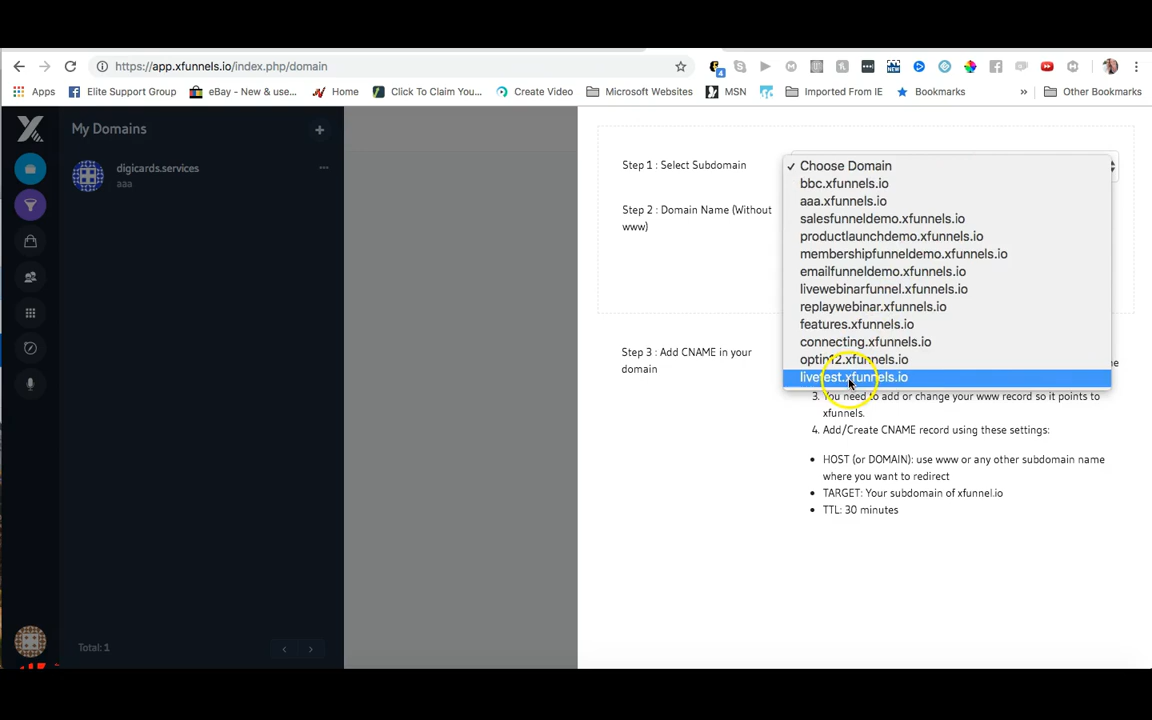 https://app.xfunnels.io/index.php/domain
4
Apps
Elite Support Group
eBay - New & use...
Home
Click To Claim You...
Create Video
Microsoft Websites
MSN
Imported From IE
Bookmarks
»
Other Bookmarks
My Domains
+
digicards.services
aaa
Total: 1
Step 1 : Select Subdomain
✓ Choose Domain
bbc.xfunnels.io
aaa.xfunnels.io
salesfunneldemo.xfunnels.io
productlaunchdemo.xfunnels.io
membershipfunneldemo.xfunnels.io
emailfunneldemo.xfunnels.io
livewebinarfunnel.xfunnels.io
replaywebinar.xfunnels.io
features.xfunnels.io
connecting.xfunnels.io
optin12.xfunnels.io
livetest.xfunnels.io
Step 2 : Domain Name (Without
www)
Step 3 : Add CNAME in your
domain
3. You need to add or change your www record so it points to
xfunnels.
4. Add/Create CNAME record using these settings:
• HOST (or DOMAIN): use www or any other subdomain name
where you want to redirect
• TARGET: Your subdomain of xfunnel.io
• TTL: 30 minutes